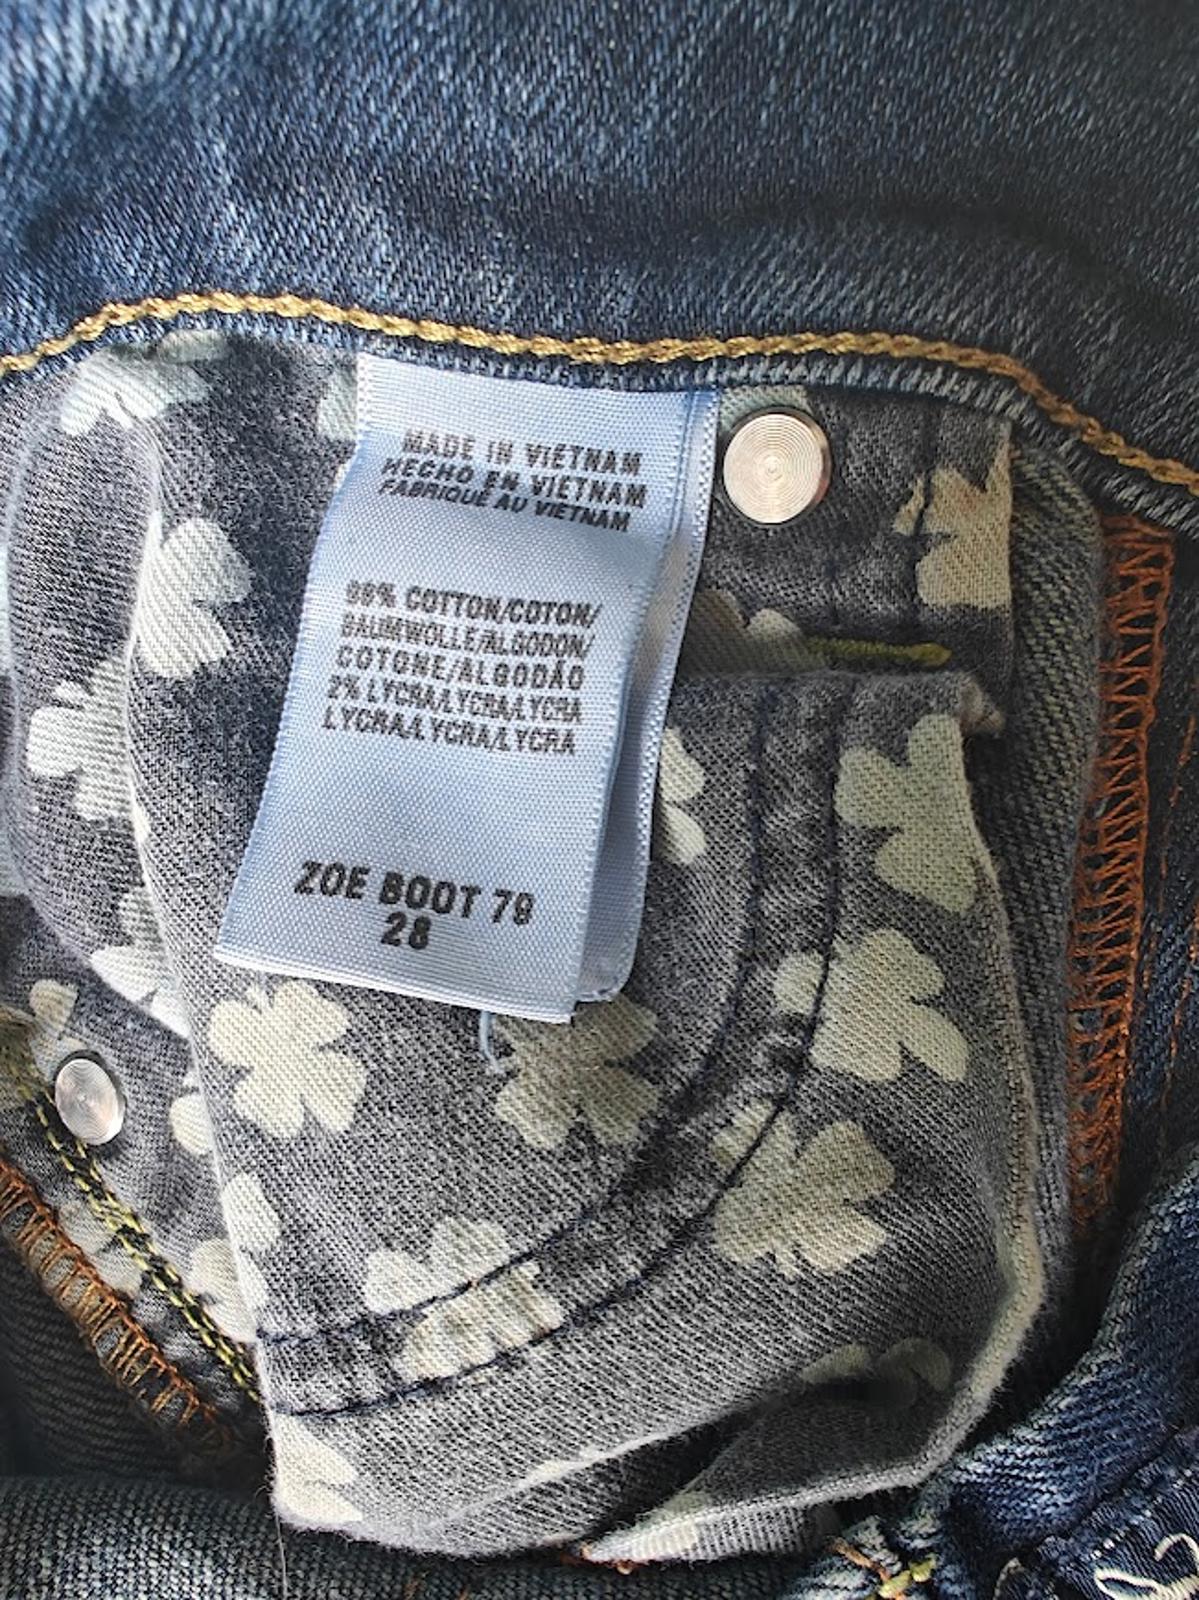 MADE IN VIETNAM
HECHO EN VIETNAM
FABRIQUÉ AU VIETNAM
98% COTTON/COTON/
BAUMWOLLE/ALGODON/
COTONE/ALGODÃO
2% LYCRA/LYCRA/LYCRA
LYCRA/LYCRA/LYCRA
ZOE BOOT 79
28